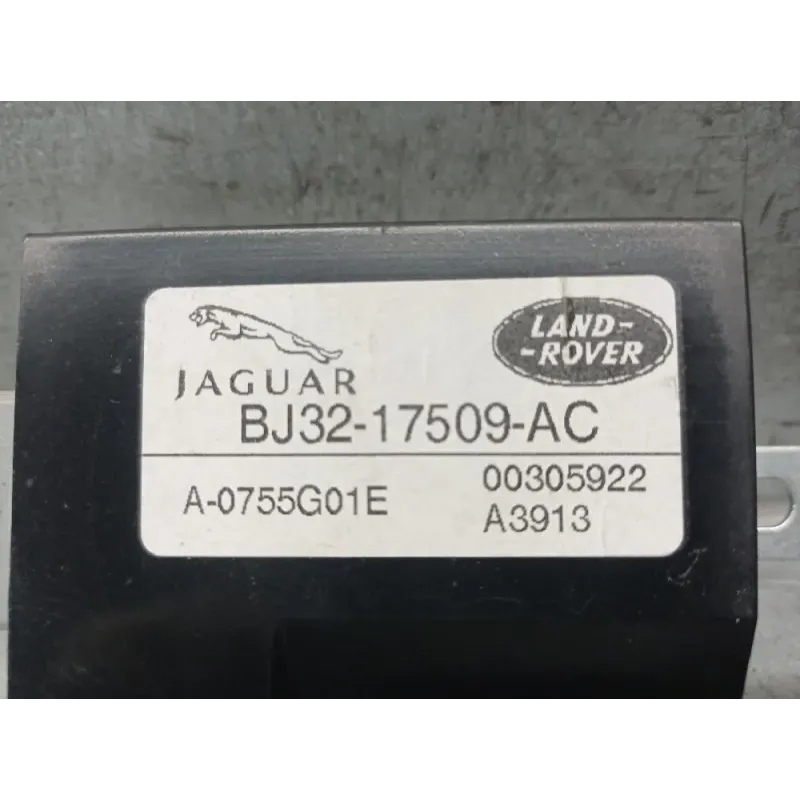 JAGUAR
LAND-
-ROVER
BJ32-17509-AC
A-0755G01E
00305922
A3913